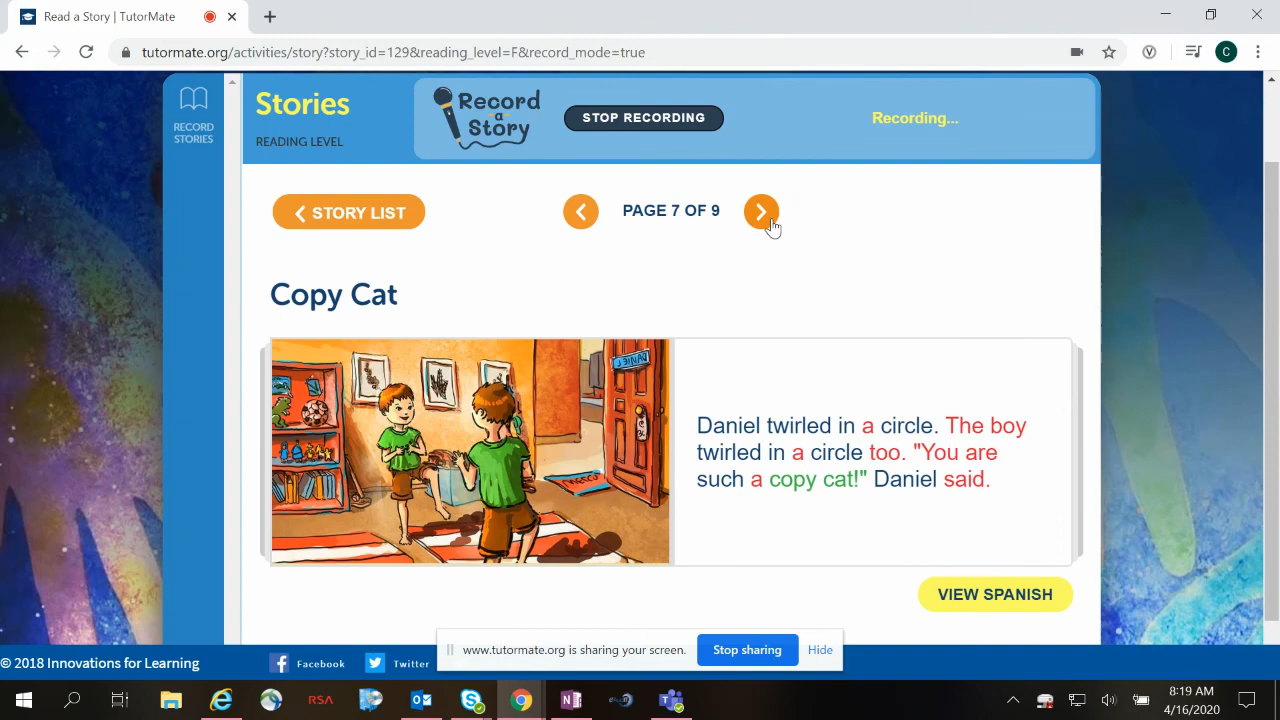 Read a Story | TutorMate
tutormate.org/activities/story?story_id=129&reading_level=F&record_mode=true
C
RECORD
STORIES
Stories
READING LEVEL
Record
a
Story
STOP RECORDING
Recording...
STORY LIST
PAGE 7 OF 9
Copy Cat
DANIEL
Daniel twirled in a circle. The boy
twirled in a circle too. "You are
such a copy cat!" Daniel said.
VIEW SPANISH
www.tutormate.org is sharing your screen.
Stop sharing
Hide
© 2018 Innovations for Learning
Facebook
Twitter
RSA
8:19 AM
4/16/2020